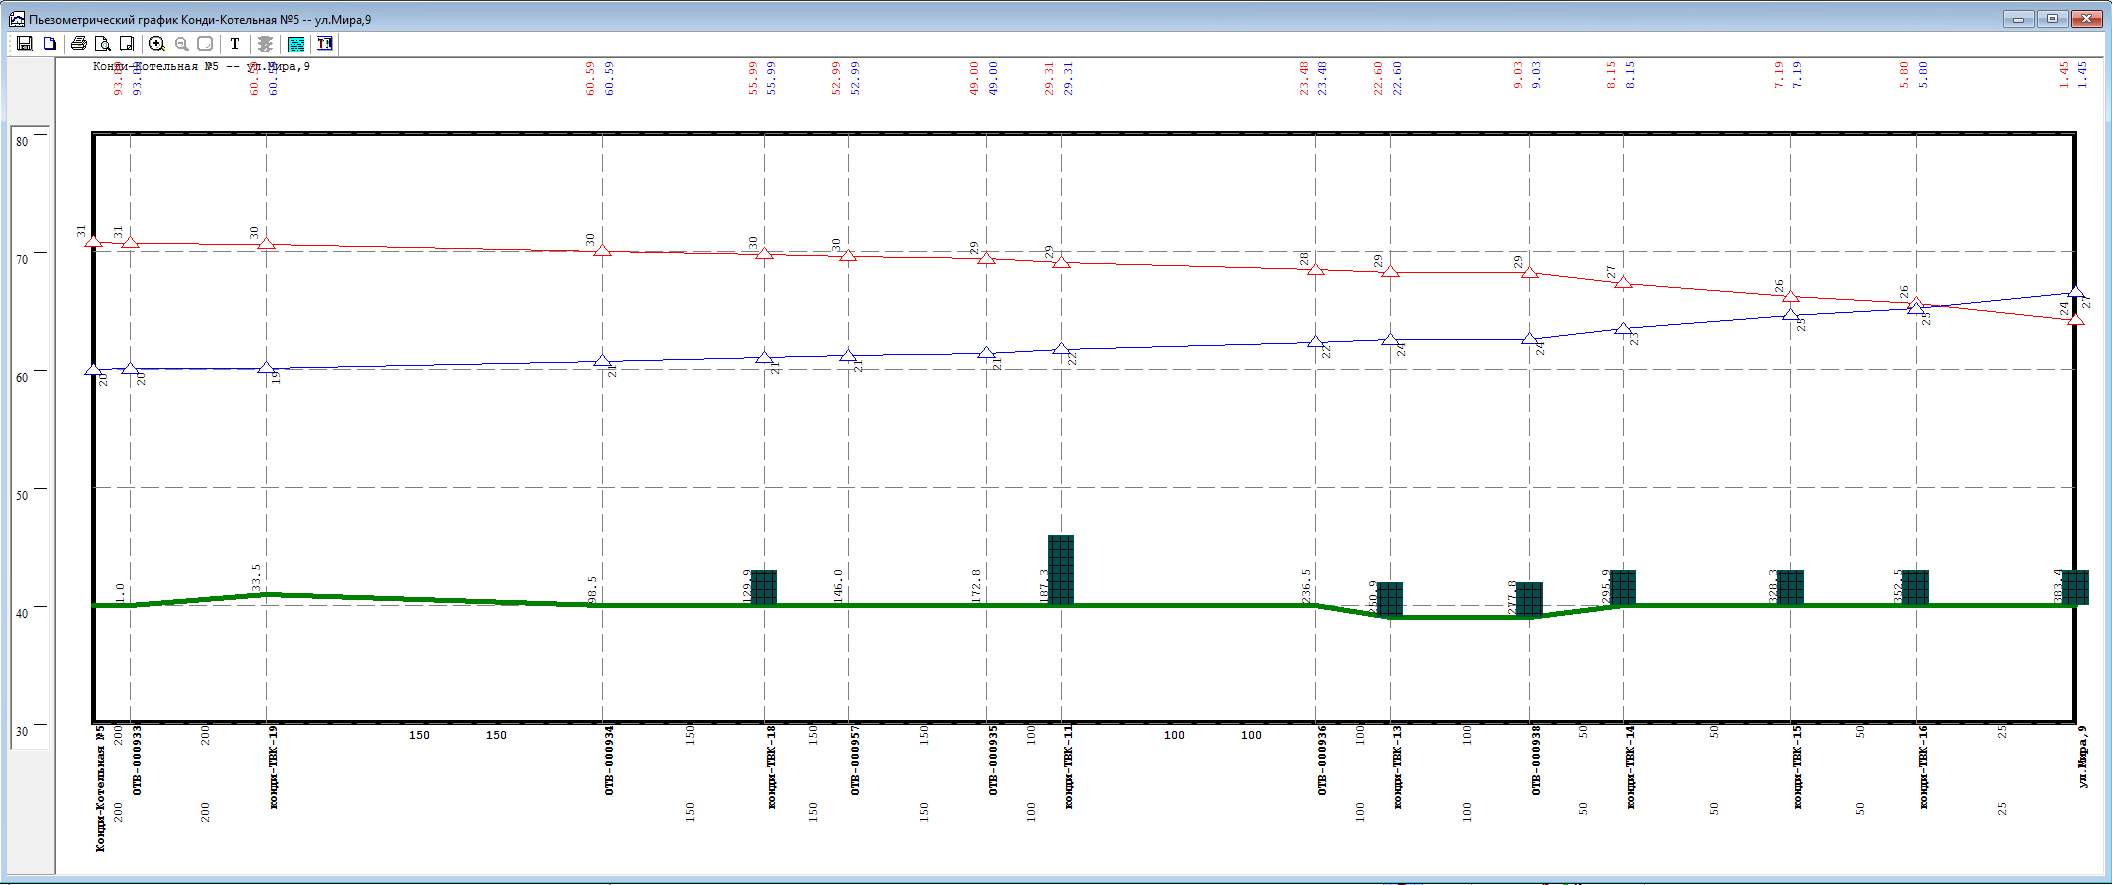 Пьезометрический график Конди-Котельная №5 -- ул.Мира,9
T
Конди-Котельная №5 -- ул.Мира,9
60.59 60.59
55.99 55.99
52.99 52.99
49.00 49.00
29.31 29.31
23.48 23.48
22.60 22.60
9.03 9.03
8.15 8.15
7.19 7.19
5.80 5.80
1.45 1.45
80
70
60
50
40
30
31 31 30 30 30 30 29 29 28 29 29 27 26 26 24
20 20 19 21 21 21 21 22 22 24 24 23 25 25 27
1.0 33.5 98.5 129.9 146.0 172.8 187.3 236.5 250.9 277.8 295.9 328.3 352.5 383.4
200 200 150 150 150 150 150 100 100 100 100 100 50 50 50 25
Конди-Котельная №5
ОТВ-000933
конди-ТВК-19
ОТВ-000934
конди-ТВК-18
ОТВ-000957
ОТВ-000935
конди-ТВК-11
ОТВ-000936
конди-ТВК-13
ОТВ-000938
конди-ТВК-14
конди-ТВК-15
конди-ТВК-16
ул.Мира,9
200 200 150 150 150 100 100 100 50 50 50 25